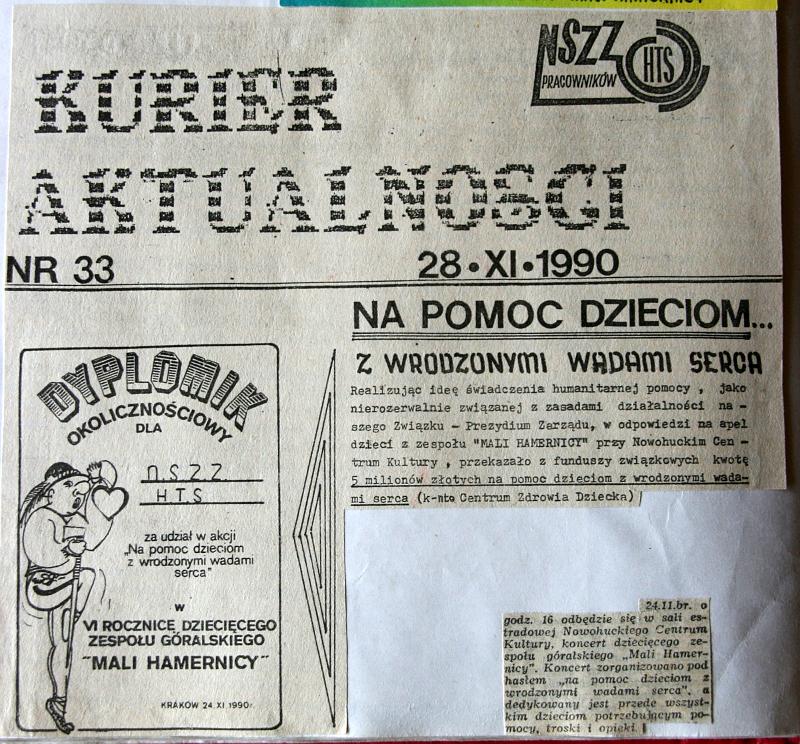 NSZZ
PRACOWNIKÓW
HTS
KURIER
AKTUALNOŚCI
NR 33
28•XI•1990
NA POMOC DZIECIOM...
Z WRODZONYMI WADAMI SERCA
Realizując ideę świadczenia humanitarnej pomocy , jako
nierozerwalnie związanej z zasadami działalności na -
szego Związku - Prezydium Zarządu, w odpowiedzi na apel
dzieci z zespołu "MALI HAMERNICY" przy Nowohuckim Cen -
trum Kultury , przekazało z funduszy związkowych kwotę
5 milionów złotych na pomoc dzieciom z wrodzonymi wada-
mi serca (k-nto Centrum Zdrowia Dziecka)
DYPLOMIK
OKOLICZNOŚCIOWY
DLA
N.S.Z.Z.
H.T.S
za udział w akcji
„Na pomoc dzieciom
z wrodzonymi wadami
serca"
w
VI ROCZNICĘ DZIECIĘCEGO
ZESPOŁU GÓRALSKIEGO
"MALI HAMERNICY"
KRAKÓW 24.XI.1990r.
24.11.br. o
godz. 16 odbędzie się w sali es-
tradowej Nowohuckiego Centrum
Kultury, koncert dziecięcego ze-
społu góralskiego „Mali Hamer-
nicy". Koncert zorganizowano pod
hasłem „na pomoc dzieciom z
wrodzonymi wadami serca", a
dedykowany jest przede wszyst-
kim dzieciom potrzebującym po-
mocy, troski i opieki.